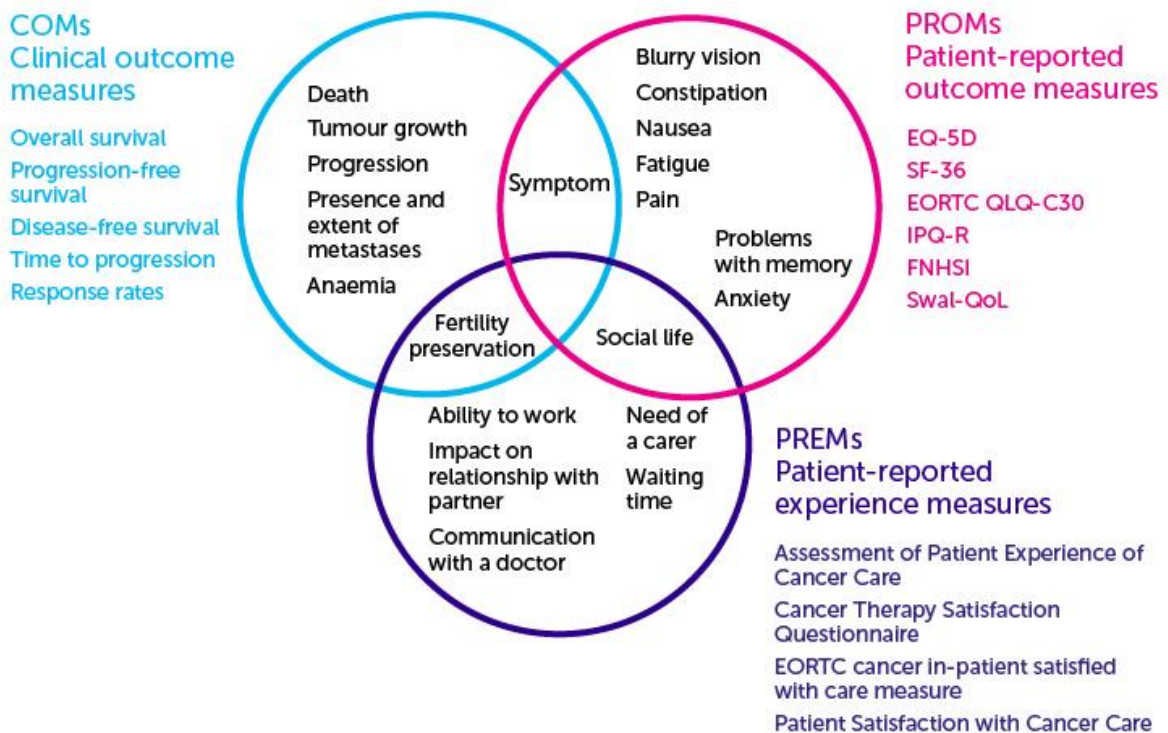 COMs
Clinical outcome
measures
Overall survival
Progression-free
survival
Disease-free survival
Time to progression
Response rates
Death
Tumour growth
Progression
Presence and
extent of
metastases
Anaemia
Symptom
Blurry vision
Constipation
Nausea
Fatigue
Pain
Problems
with memory
Anxiety
PROMs
Patient-reported
outcome measures
EQ-5D
SF-36
EORTC QLQ-C30
IPQ-R
FNHSI
Swal-QoL
Fertility
preservation
Social life
Ability to work
Impact on
relationship with
partner
Communication
with a doctor
Need of
a carer
Waiting
time
PREMs
Patient-reported
experience measures
Assessment of Patient Experience of
Cancer Care
Cancer Therapy Satisfaction
Questionnaire
EORTC cancer in-patient satisfied
with care measure
Patient Satisfaction with Cancer Care